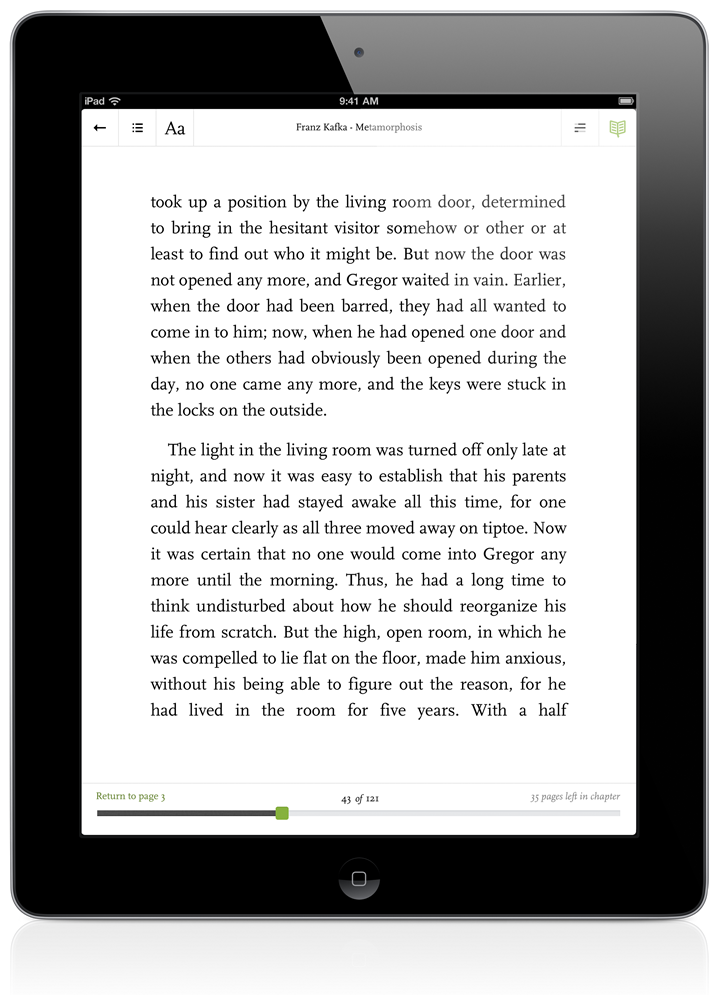 iPad 9:41 AM
Aa Franz Kafka - Metamorphosis
took up a position by the living room door, determined
to bring in the hesitant visitor somehow or other or at
least to find out who it might be. But now the door was
not opened any more, and Gregor waited in vain. Earlier,
when the door had been barred, they had all wanted to
come in to him; now, when he had opened one door and
when the others had obviously been opened during the
day, no one came any more, and the keys were stuck in
the locks on the outside.
The light in the living room was turned off only late at
night, and now it was easy to establish that his parents
and his sister had stayed awake all this time, for one
could hear clearly as all three moved away on tiptoe. Now
it was certain that no one would come into Gregor any
more until the morning. Thus, he had a long time to
think undisturbed about how he should reorganize his
life from scratch. But the high, open room, in which he
was compelled to lie flat on the floor, made him anxious,
without his being able to figure out the reason, for he
had lived in the room for five years. With a half
Return to page 3 43 of 121 35 pages left in chapter